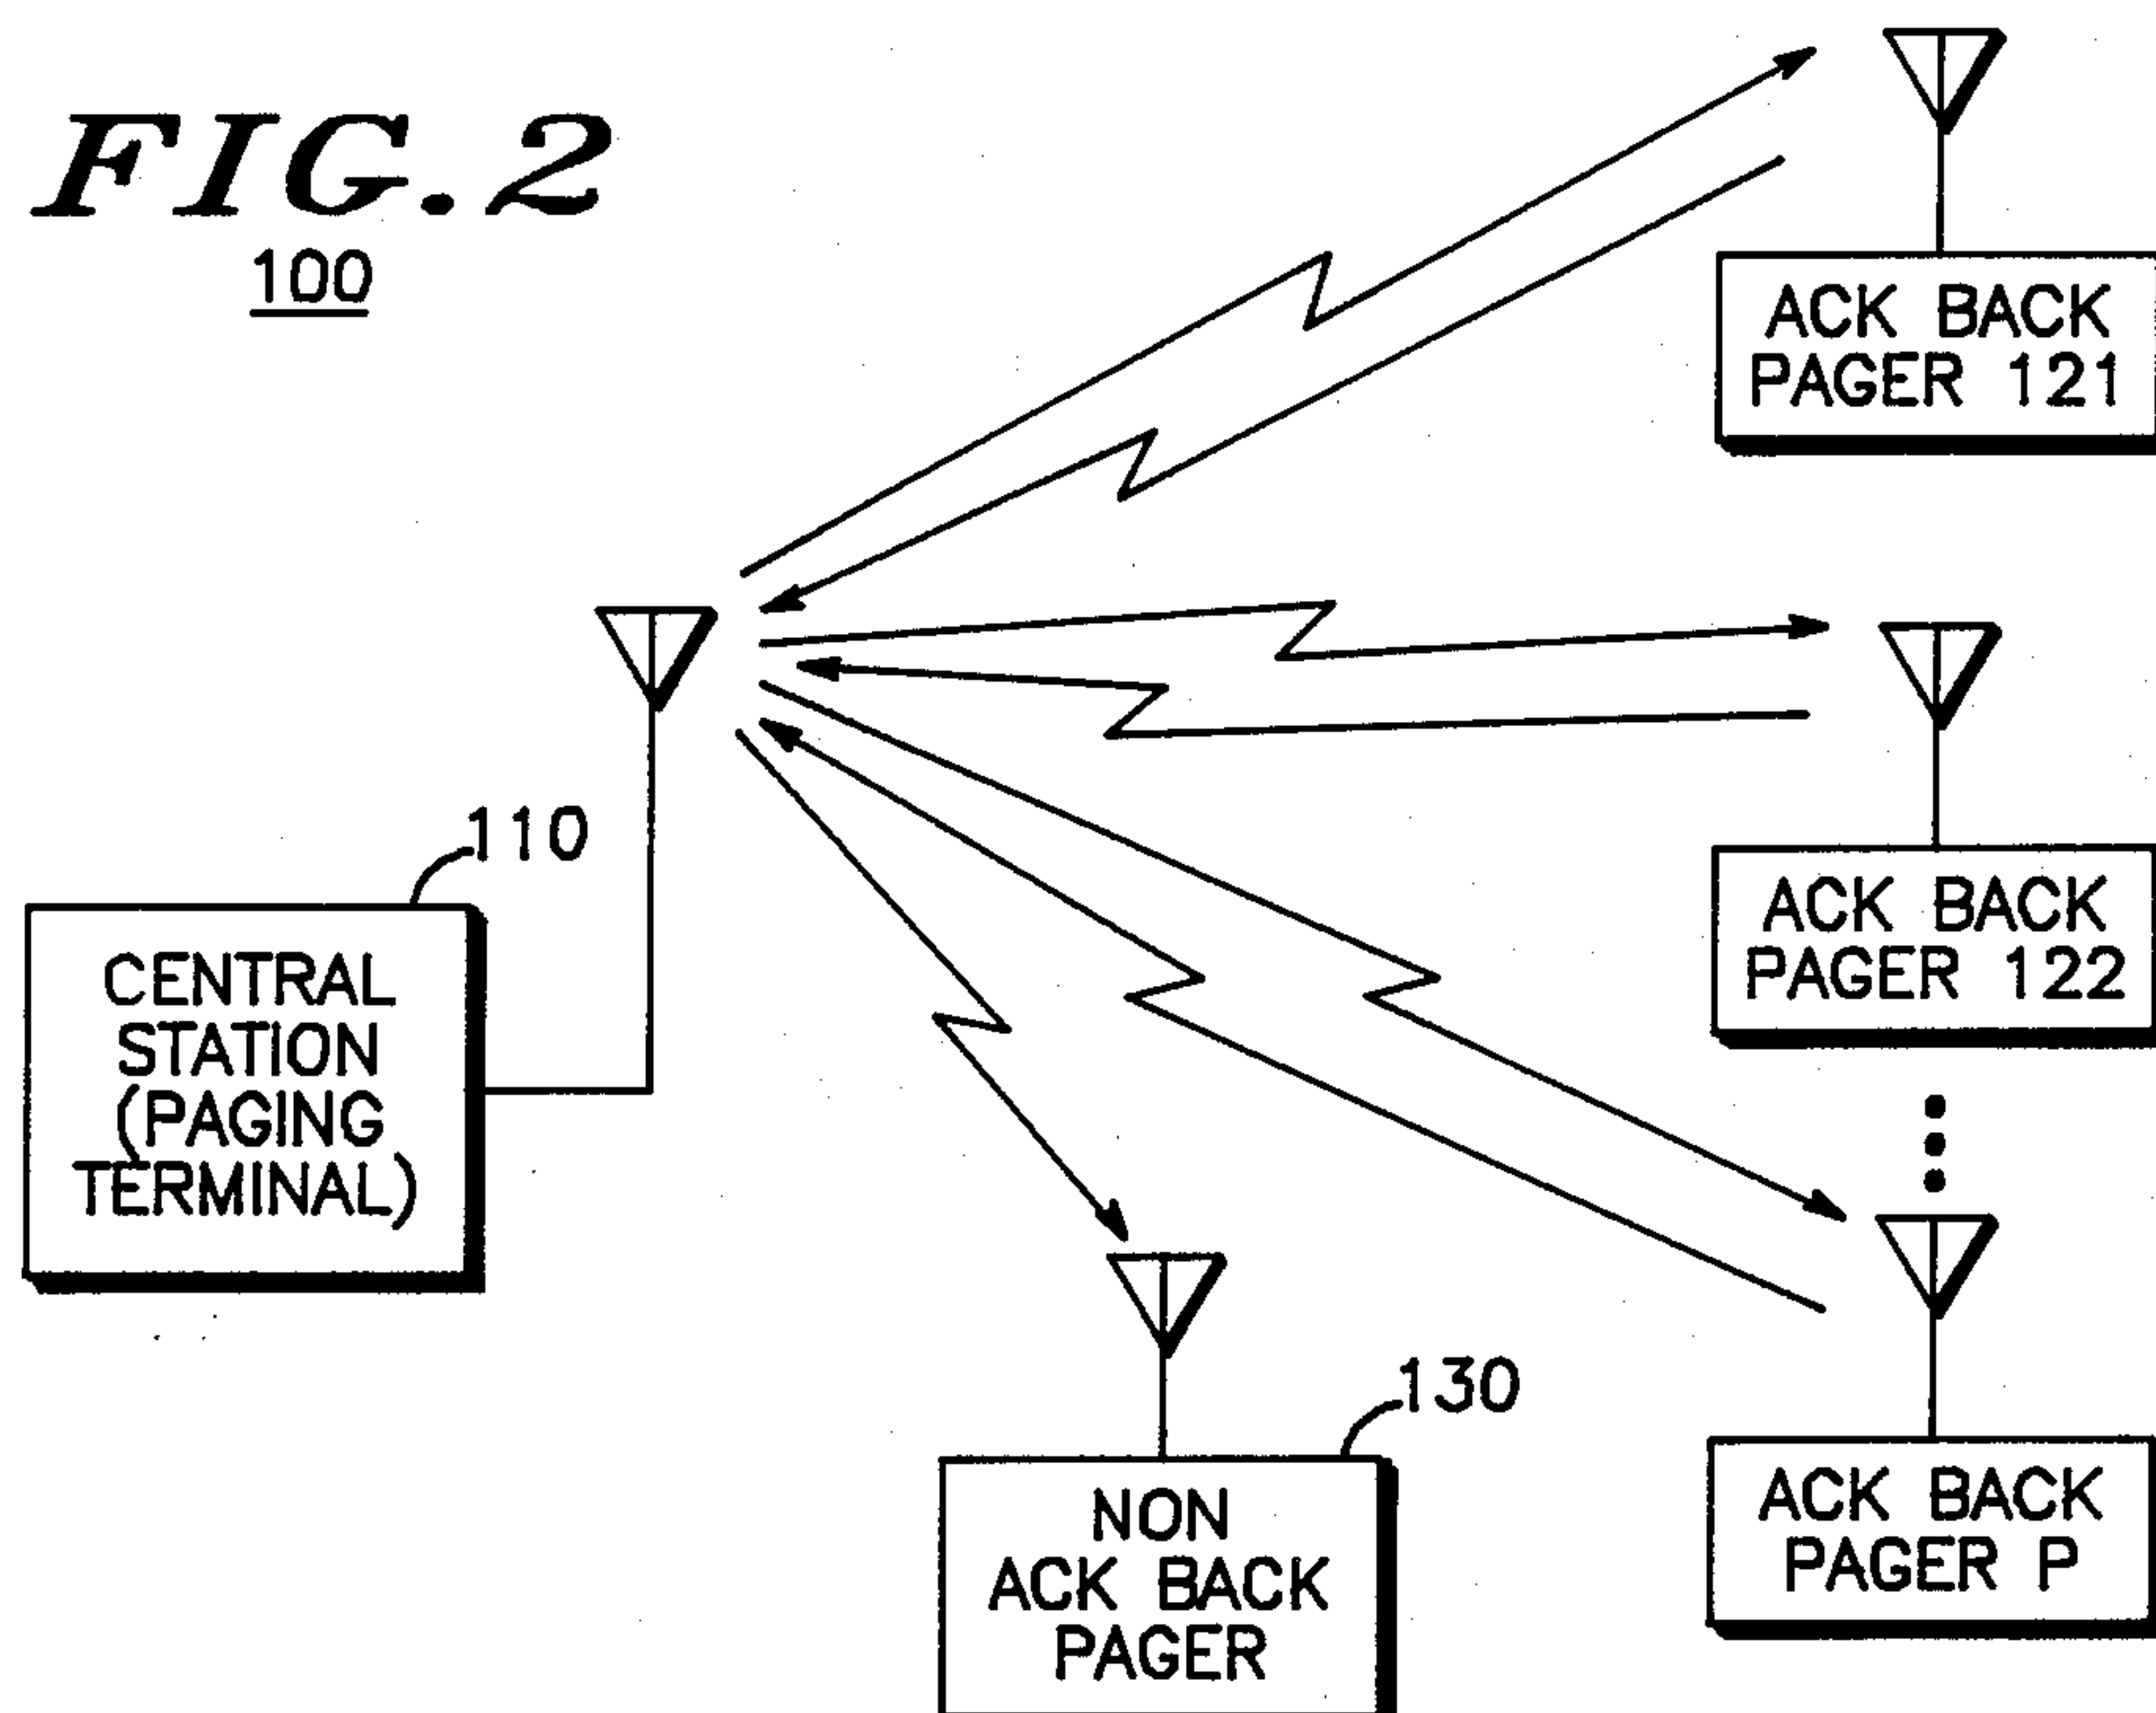 FIG.2
100
ACK BACK
PAGER 121
110
CENTRAL
STATION
(PAGING
TERMINAL)
ACK BACK
PAGER 122
130
NON
ACK BACK
PAGER
ACK BACK
PAGER P